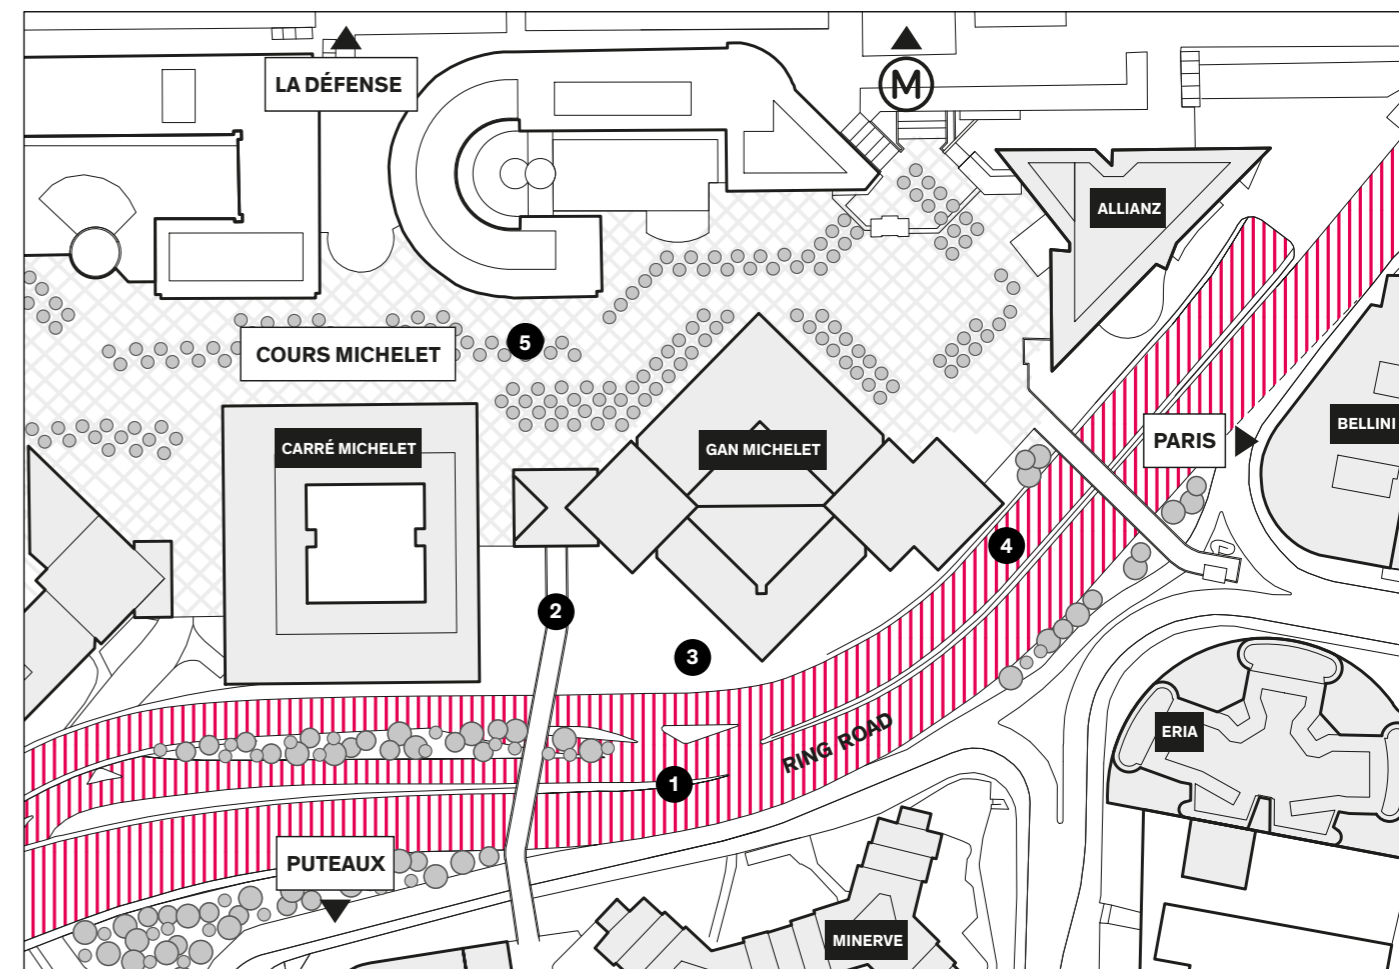 LA DÉFENSE
M
ALLIANZ
5
COURS MICHELET
CARRÉ MICHELET
GAN MICHELET
PARIS
BELLINI
4
2
3
ERIA
RING ROAD
1
PUTEAUX
MINERVE